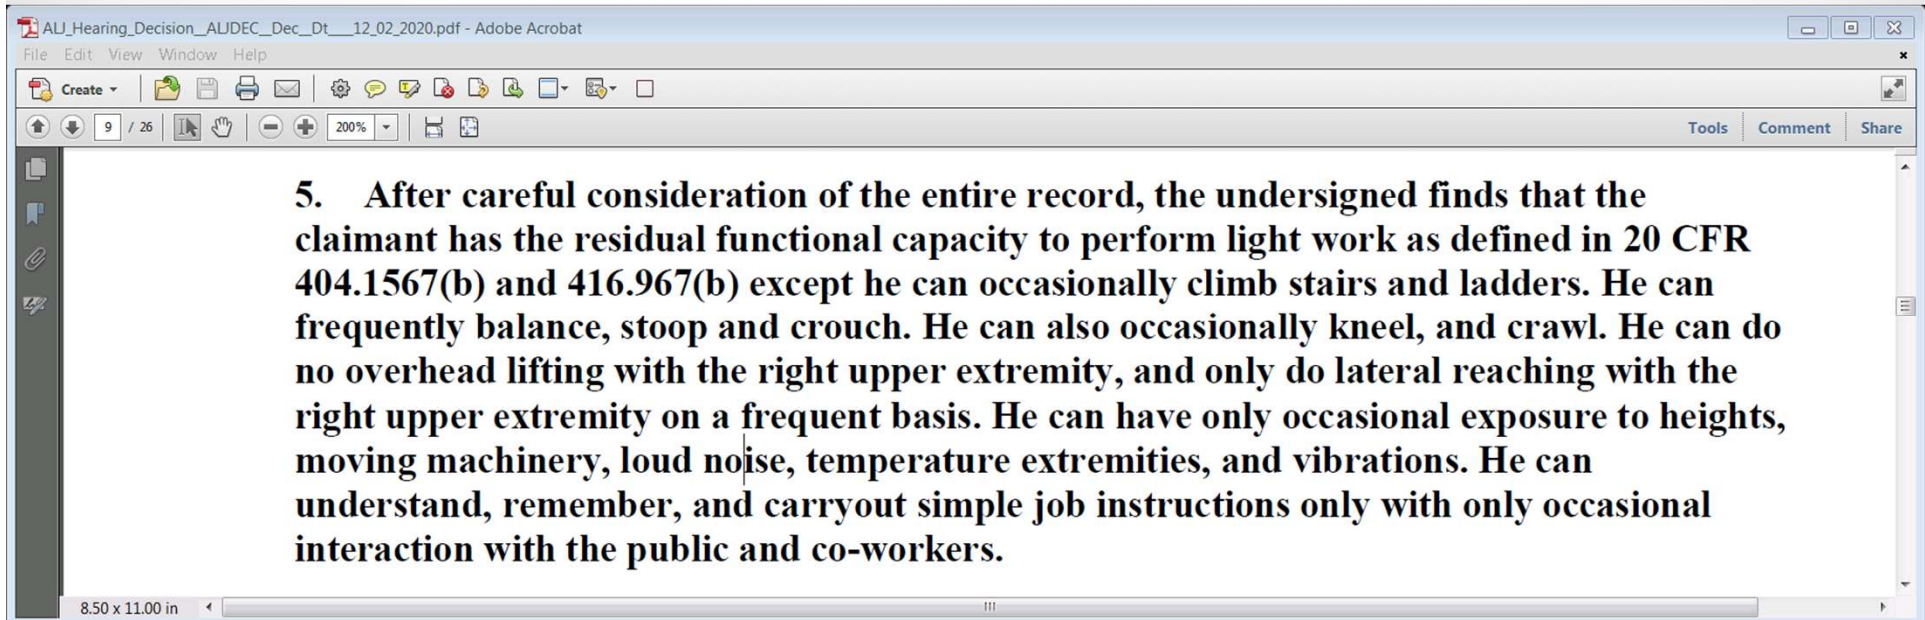 ALJ_Hearing_Decision__ALJDEC__Dec__Dt___12_02_2020.pdf - Adobe Acrobat
File Edit View Window Help
Create
9 / 26 200% Tools Comment Share
5. After careful consideration of the entire record, the undersigned finds that the
claimant has the residual functional capacity to perform light work as defined in 20 CFR
404.1567(b) and 416.967(b) except he can occasionally climb stairs and ladders. He can
frequently balance, stoop and crouch. He can also occasionally kneel, and crawl. He can do
no overhead lifting with the right upper extremity, and only do lateral reaching with the
right upper extremity on a frequent basis. He can have only occasional exposure to heights,
moving machinery, loud noise, temperature extremities, and vibrations. He can
understand, remember, and carryout simple job instructions only with only occasional
interaction with the public and co-workers.
8.50 x 11.00 in